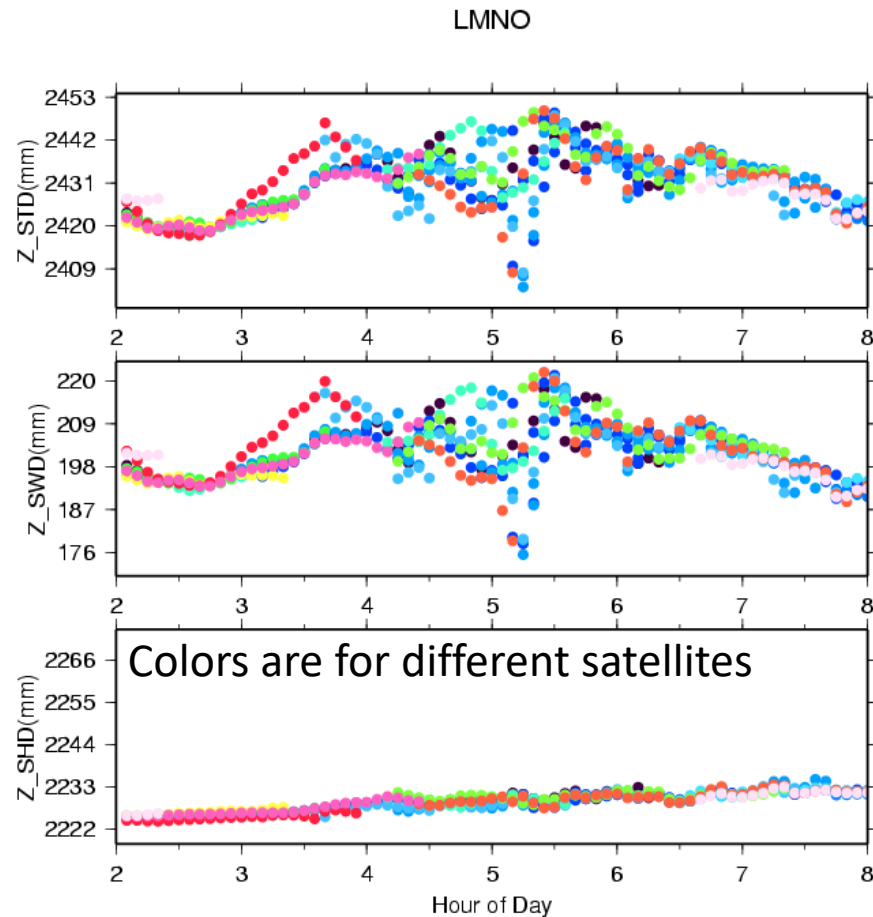 LMNO
2453
2442
2431
2420
2409
Z_STD(mm)
2 3 4 5 6 7 8
220
209
198
187
176
Z_SWD(mm)
2 3 4 5 6 7 8
Colors are for different satellites
2266
2255
2244
2233
2222
Z_SHD(mm)
2 3 4 5 6 7 8
Hour of Day